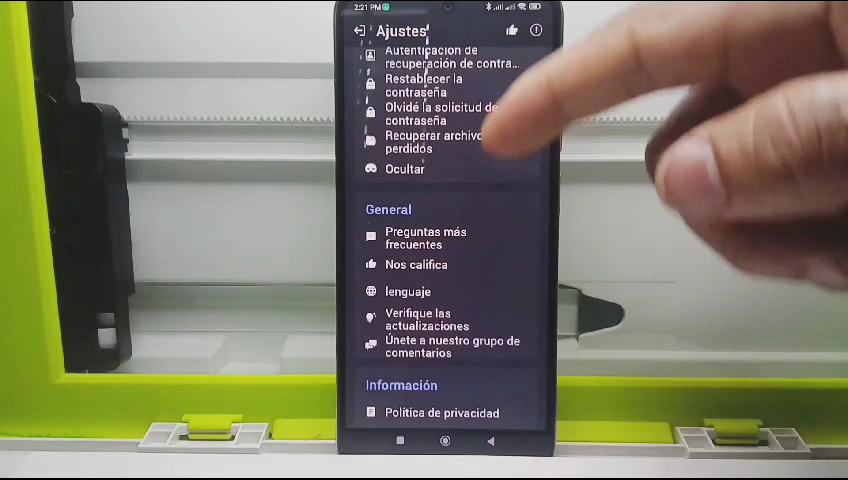 2:21 PM
Ajustes
Autenticación de
recuperación de contra...
Restablecer la
contraseña
Olvidé la solicitud de
contraseña
Recuperar archivo
perdidos
Ocultar
General
Preguntas más
frecuentes
Nos califica
lenguaje
Verifique las
actualizaciones
Únete a nuestro grupo de
comentarios
Información
Política de privacidad